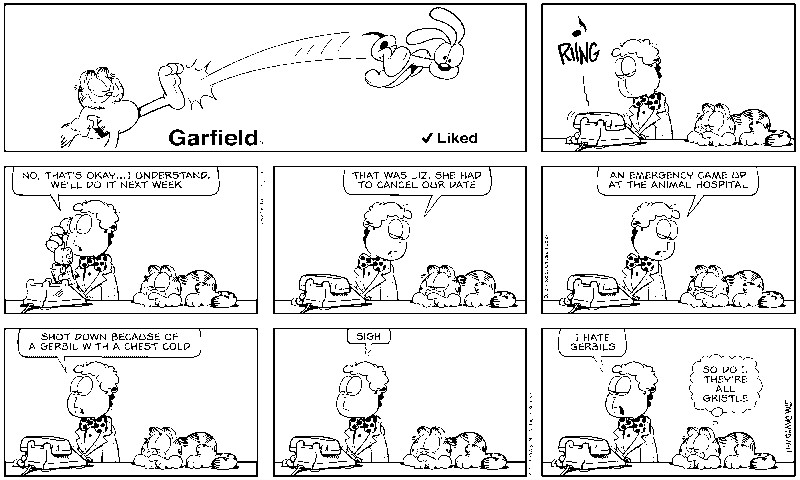 Garfield
✓ Liked
RIING
NO, THAT'S OKAY...I UNDERSTAND.
WE'LL DO IT NEXT WEEK
THAT WAS LIZ. SHE HAD
TO CANCEL OUR DATE
AN EMERGENCY CAME UP
AT THE ANIMAL HOSPITAL
SHOT DOWN BECAUSE OF
A GERBIL WITH A CHEST COLD
SIGH
I HATE
GERBILS
SO DO I.
THEY'RE
ALL
GRISTLE